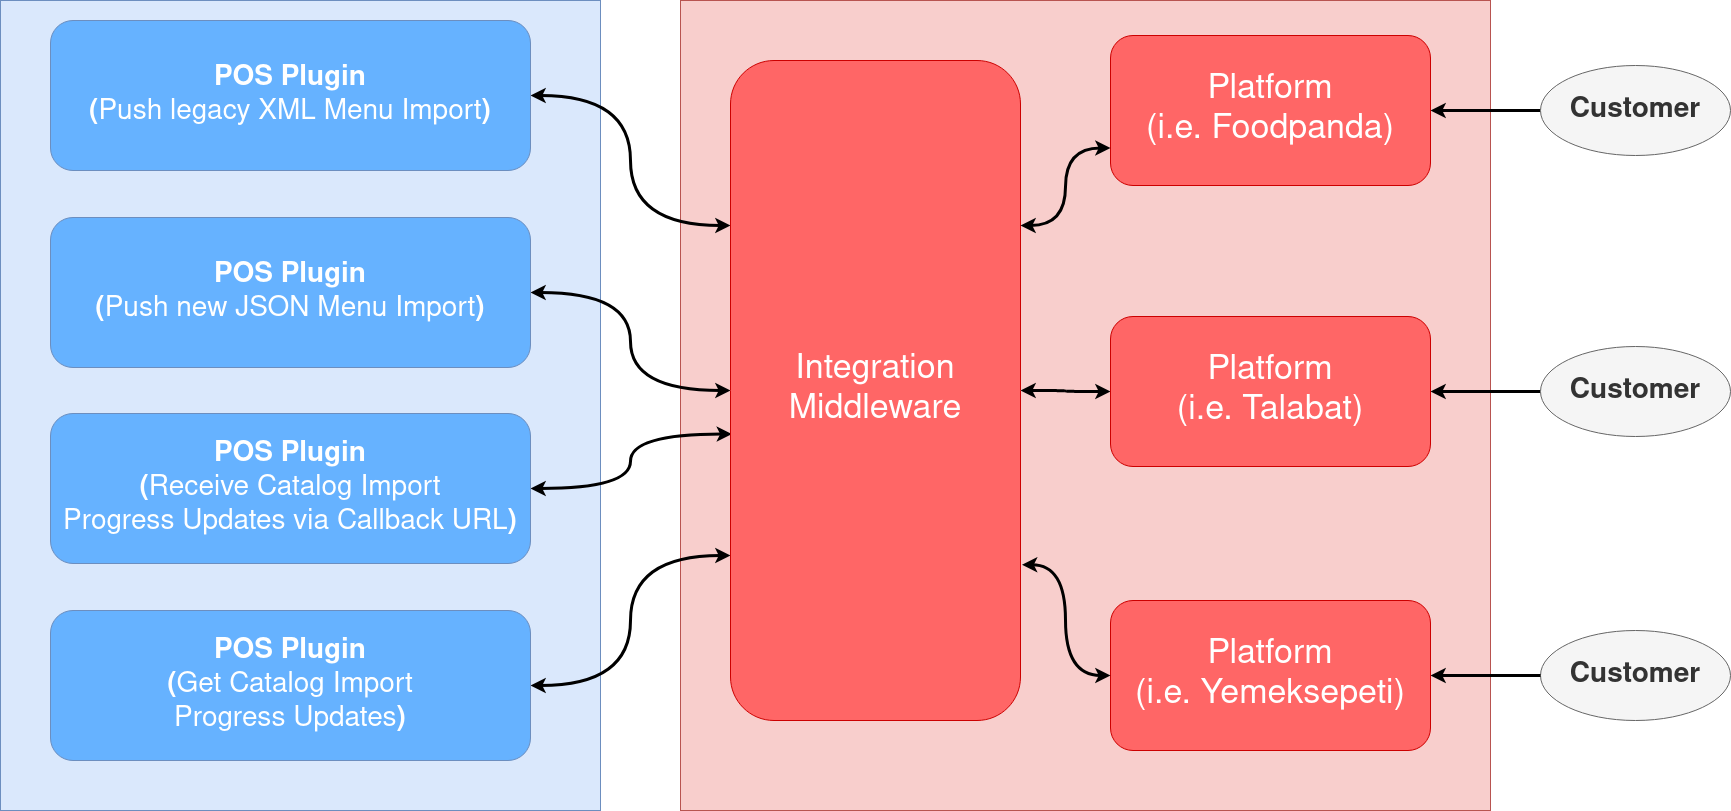 POS Plugin
(Push legacy XML Menu Import)
POS Plugin
(Push new JSON Menu Import)
POS Plugin
(Receive Catalog Import
Progress Updates via Callback URL)
POS Plugin
(Get Catalog Import
Progress Updates)
Integration
Middleware
Platform
(i.e. Foodpanda)
Platform
(i.e. Talabat)
Platform
(i.e. Yemeksepeti)
Customer
Customer
Customer